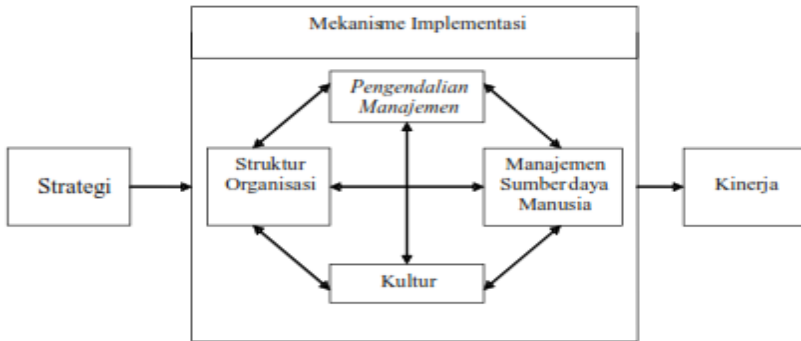 Mekanisme Implementasi
Pengendalian
Manajemen
Strategi
Struktur
Organisasi
Manajemen
Sumberdaya
Manusia
Kinerja
Kultur